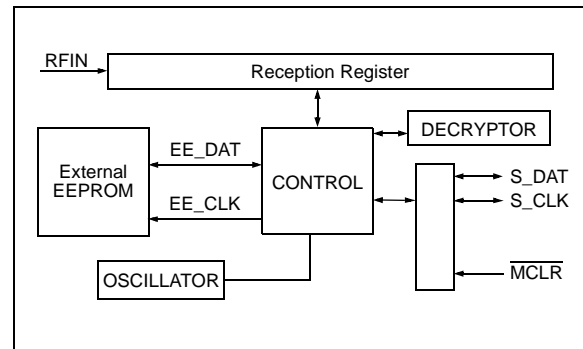 RFIN
Reception Register
DECRYPTOR
EE_DAT
External
EEPROM
CONTROL
S_DAT
EE_CLK
S_CLK
OSCILLATOR
MCLR